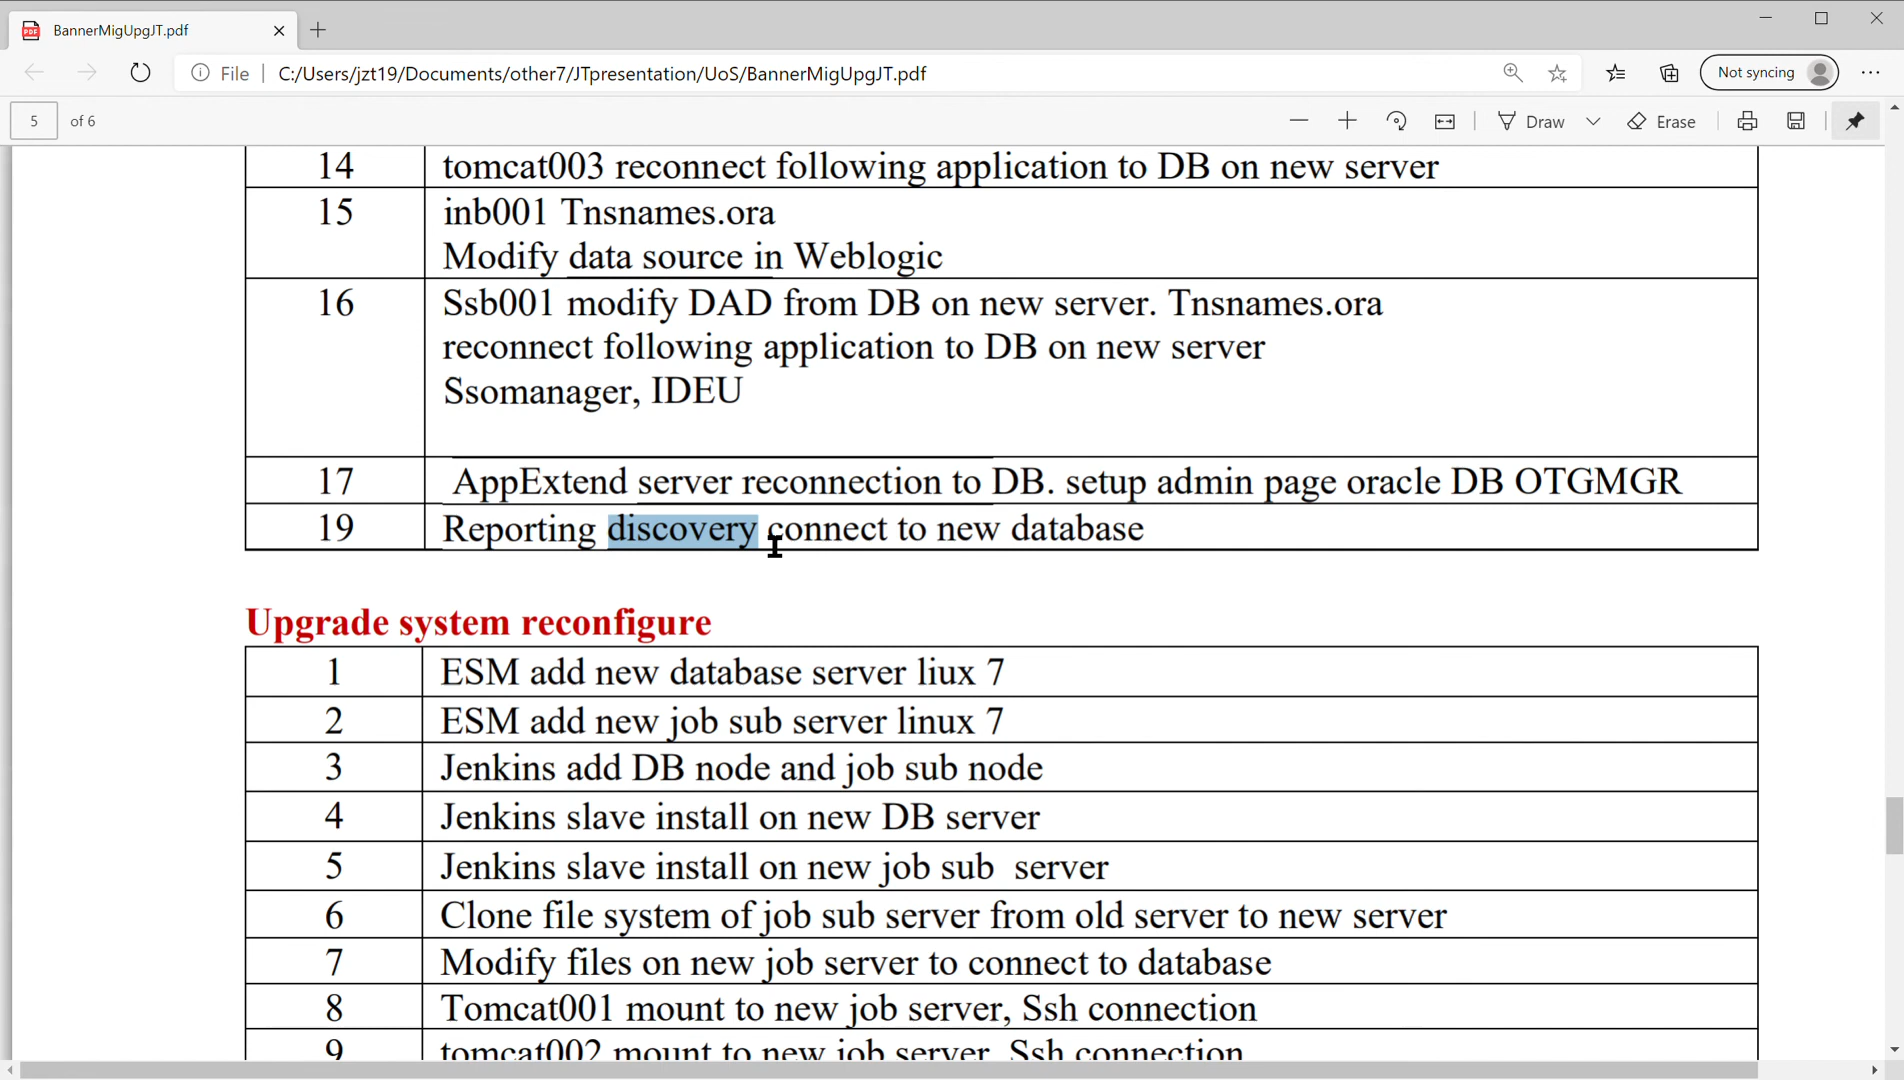 BannerMigUpgJT.pdf
File
C:/Users/jzt19/Documents/other7/JTpresentation/UoS/BannerMigUpgJT.pdf
Not syncing
5 of 6
Draw
Erase
14 tomcat003 reconnect following application to DB on new server
15 inb001 Tnsnames.ora
Modify data source in Weblogic
16 Ssb001 modify DAD from DB on new server. Tnsnames.ora
reconnect following application to DB on new server
Ssomanager, IDEU
17 AppExtend server reconnection to DB. setup admin page oracle DB OTGMGR
19 Reporting discovery connect to new database
Upgrade system reconfigure
1 ESM add new database server liux 7
2 ESM add new job sub server linux 7
3 Jenkins add DB node and job sub node
4 Jenkins slave install on new DB server
5 Jenkins slave install on new job sub server
6 Clone file system of job sub server from old server to new server
7 Modify files on new job server to connect to database
8 Tomcat001 mount to new job server, Ssh connection
9 tomcat002 mount to new job server, Ssh connection